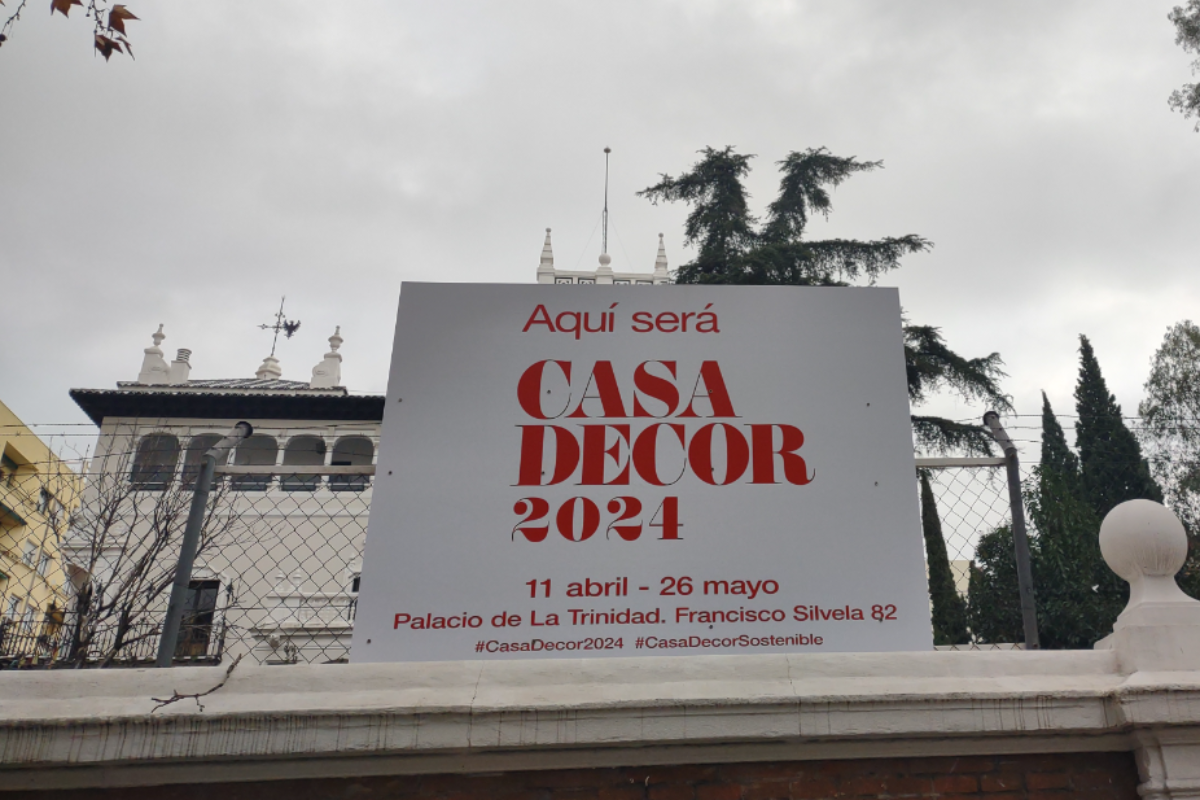 Aquí será
CASA
DECOR
2024
11 abril - 26 mayo
Palacio de La Trinidad. Francisco Silvela 82
#CasaDecor2024 #CasaDecorSostenible